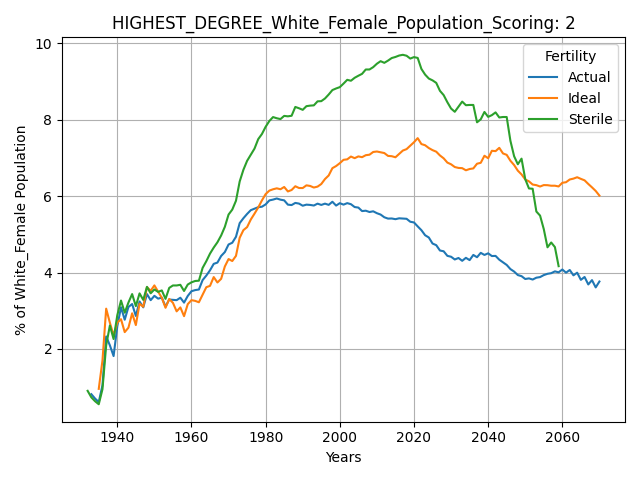 HIGHEST_DEGREE_White_Female_Population_Scoring: 2
Fertility
Actual
Ideal
Sterile
% of White_Female Population
10
8
6
4
2
1940
1960
1980
2000
2020
2040
2060
Years